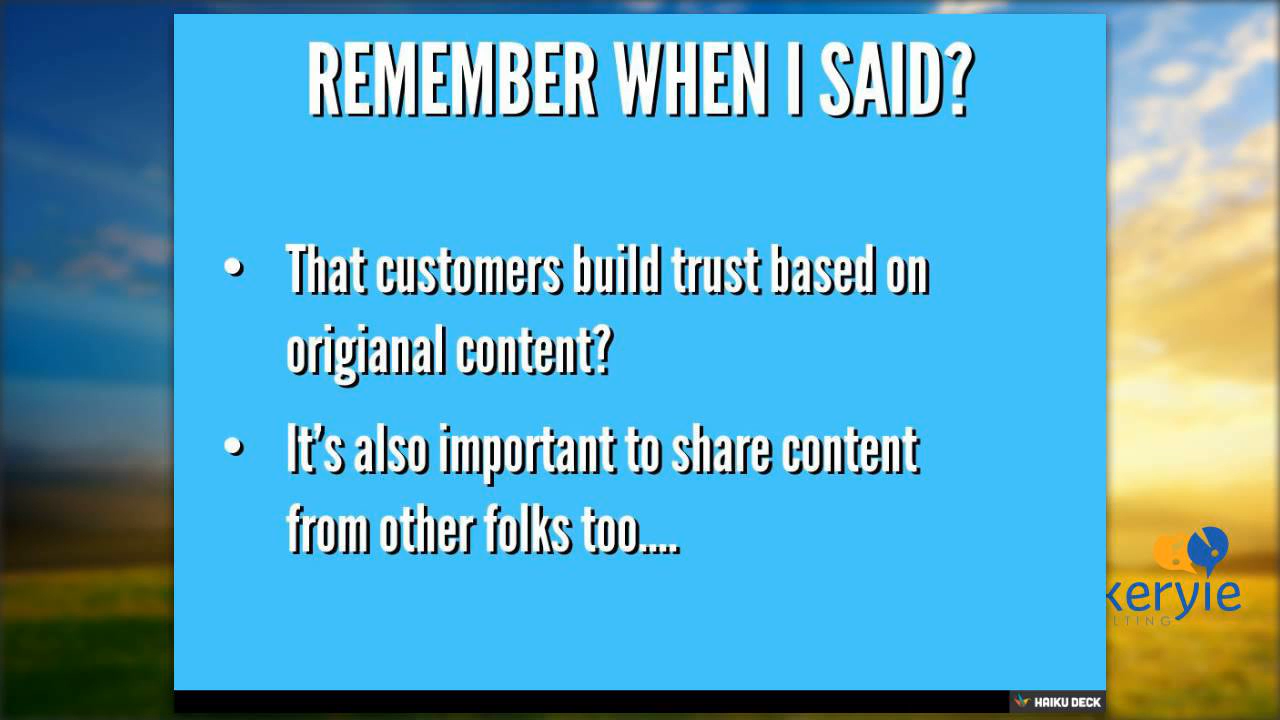 REMEMBER WHEN I SAID?
• That customers build trust based on
origianal content?
• It's also important to share content
from other folks too....
keryie
LTING
HAIKU DECK